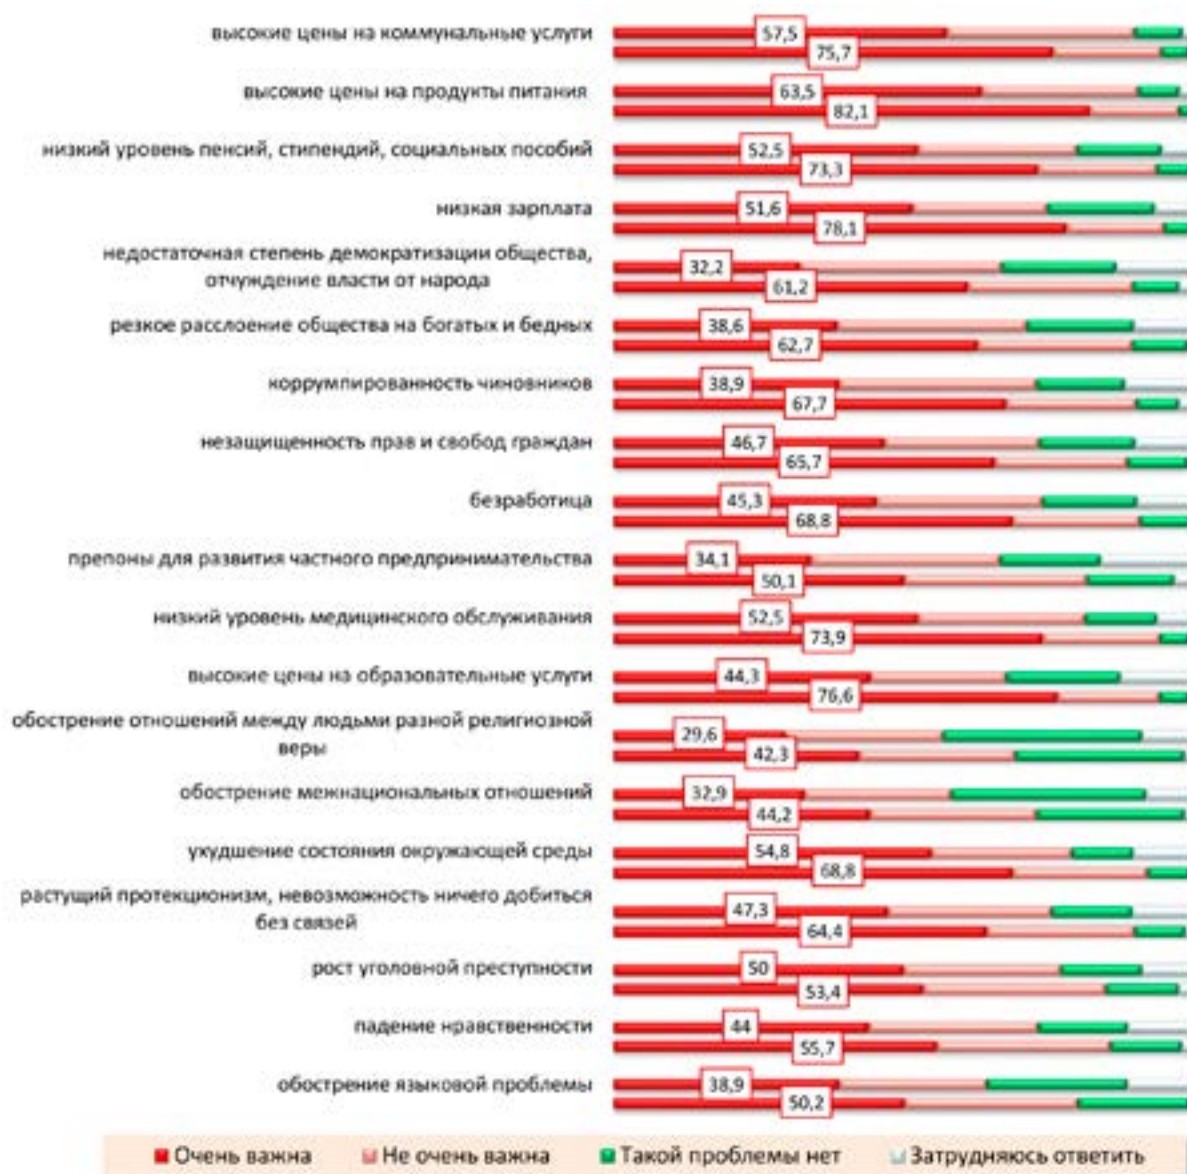 высокие цены на коммунальные услуги
57,5
75,7
высокие цены на продукты питания
63,5
82,1
низкий уровень пенсий, стипендий, социальных пособий
52,5
73,3
низкая зарплата
51,6
78,1
недостаточная степень демократизации общества,
отчуждение власти от народа
32,2
61,2
резкое расслоение общества на богатых и бедных
38,6
62,7
коррумпированность чиновников
38,9
67,7
незащищенность прав и свобод граждан
46,7
65,7
безработица
45,3
68,8
препоны для развития частного предпринимательства
34,1
50,1
низкий уровень медицинского обслуживания
52,5
73,9
высокие цены на образовательные услуги
44,3
76,6
обострение отношений между людьми разной религиозной
веры
29,6
42,3
обострение межнациональных отношений
32,9
44,2
ухудшение состояния окружающей среды
54,8
68,8
растущий протекционизм, невозможность ничего добиться
без связей
47,3
64,4
рост уголовной преступности
50
53,4
падение нравственности
44
55,7
обострение языковой проблемы
38,9
50,2
Очень важна Не очень важна Такой проблемы нет Затрудняюсь ответить